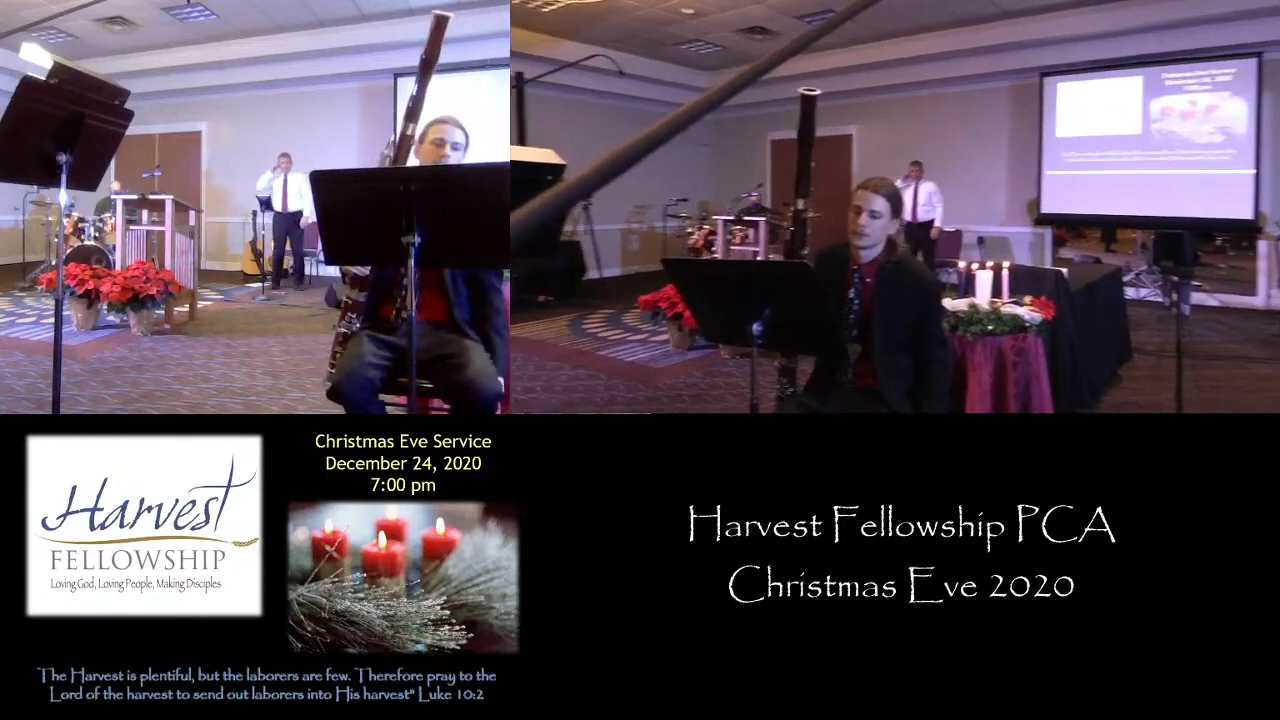 Christmas Eve Service
December 24, 2020
7:00 pm
Harvest
FELLOWSHIP
Loving God, Loving People, Making Disciples
Harvest Fellowship PCA
Christmas Eve 2020
The Harvest is plentiful, but the laborers are few. Therefore pray to the
Lord of the harvest to send out laborers into His harvest" Luke 10:2